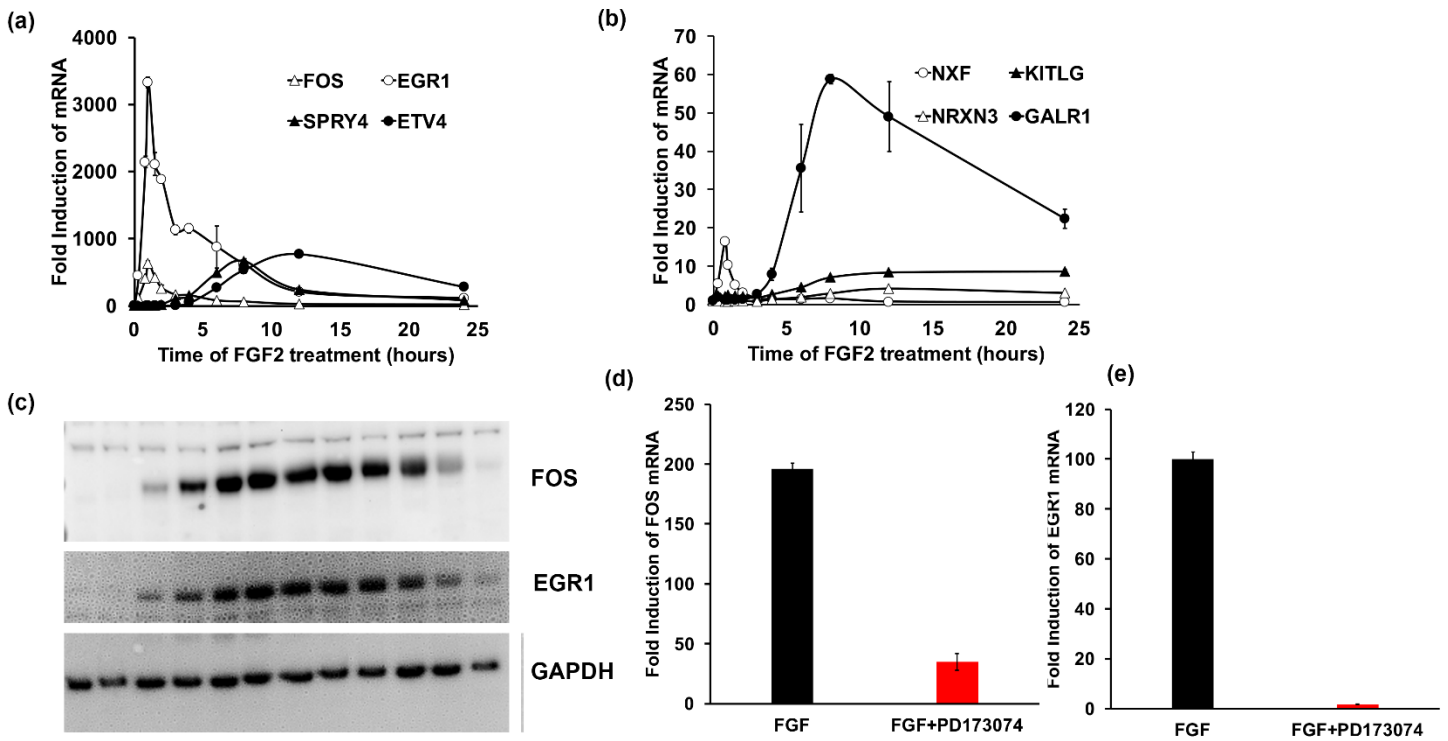 (a)
4000
3000
2000
1000
0
0 5 10 15 20 25
Fold Induction of mRNA
Time of FGF2 treatment (hours)
FOS EGR1
SPRY4 ETV4
(b)
70
60
50
40
30
20
10
0
0 5 10 15 20 25
Fold Induction of mRNA
Time of FGF2 treatment (hours)
NXF KITLG
NRXN3 GALR1
(c)
FOS
EGR1
GAPDH
(d)
250
200
150
100
50
0
Fold Induction of FOS mRNA
FGF FGF+PD173074
(e)
120
100
80
60
40
20
0
Fold Induction of EGR1 mRNA
FGF FGF+PD173074